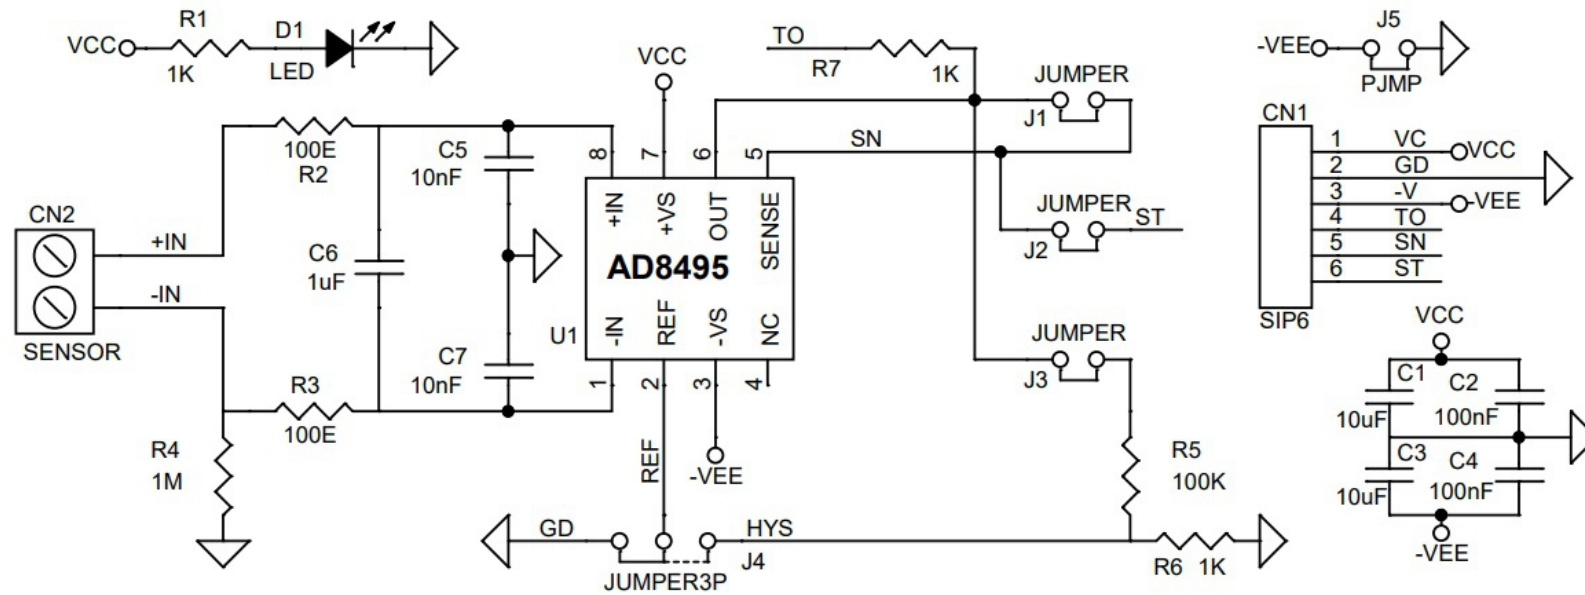 R1
D1
VCC
1K
LED
TO
R7
1K
J5
-VEE
PJMP
VCC
JUMPER
J1
CN1
1 VC VCC
2 GD
3 -V -VEE
4 TO
5 SN
6 ST
SIP6
100E
R2
C5
10nF
8 7 6 5
SN
+IN +VS OUT SENSE
AD8495
JUMPER
ST
J2
CN2
+IN
-IN
SENSOR
C6
1uF
U1
-IN REF -VS NC
1 2 3 4
C7
10nF
JUMPER
J3
R3
100E
R4
1M
REF
-VEE
R5
100K
GD
HYS
J4
JUMPER3P
R6 1K
VCC
C1 C2
10uF 100nF
C3 C4
10uF 100nF
-VEE